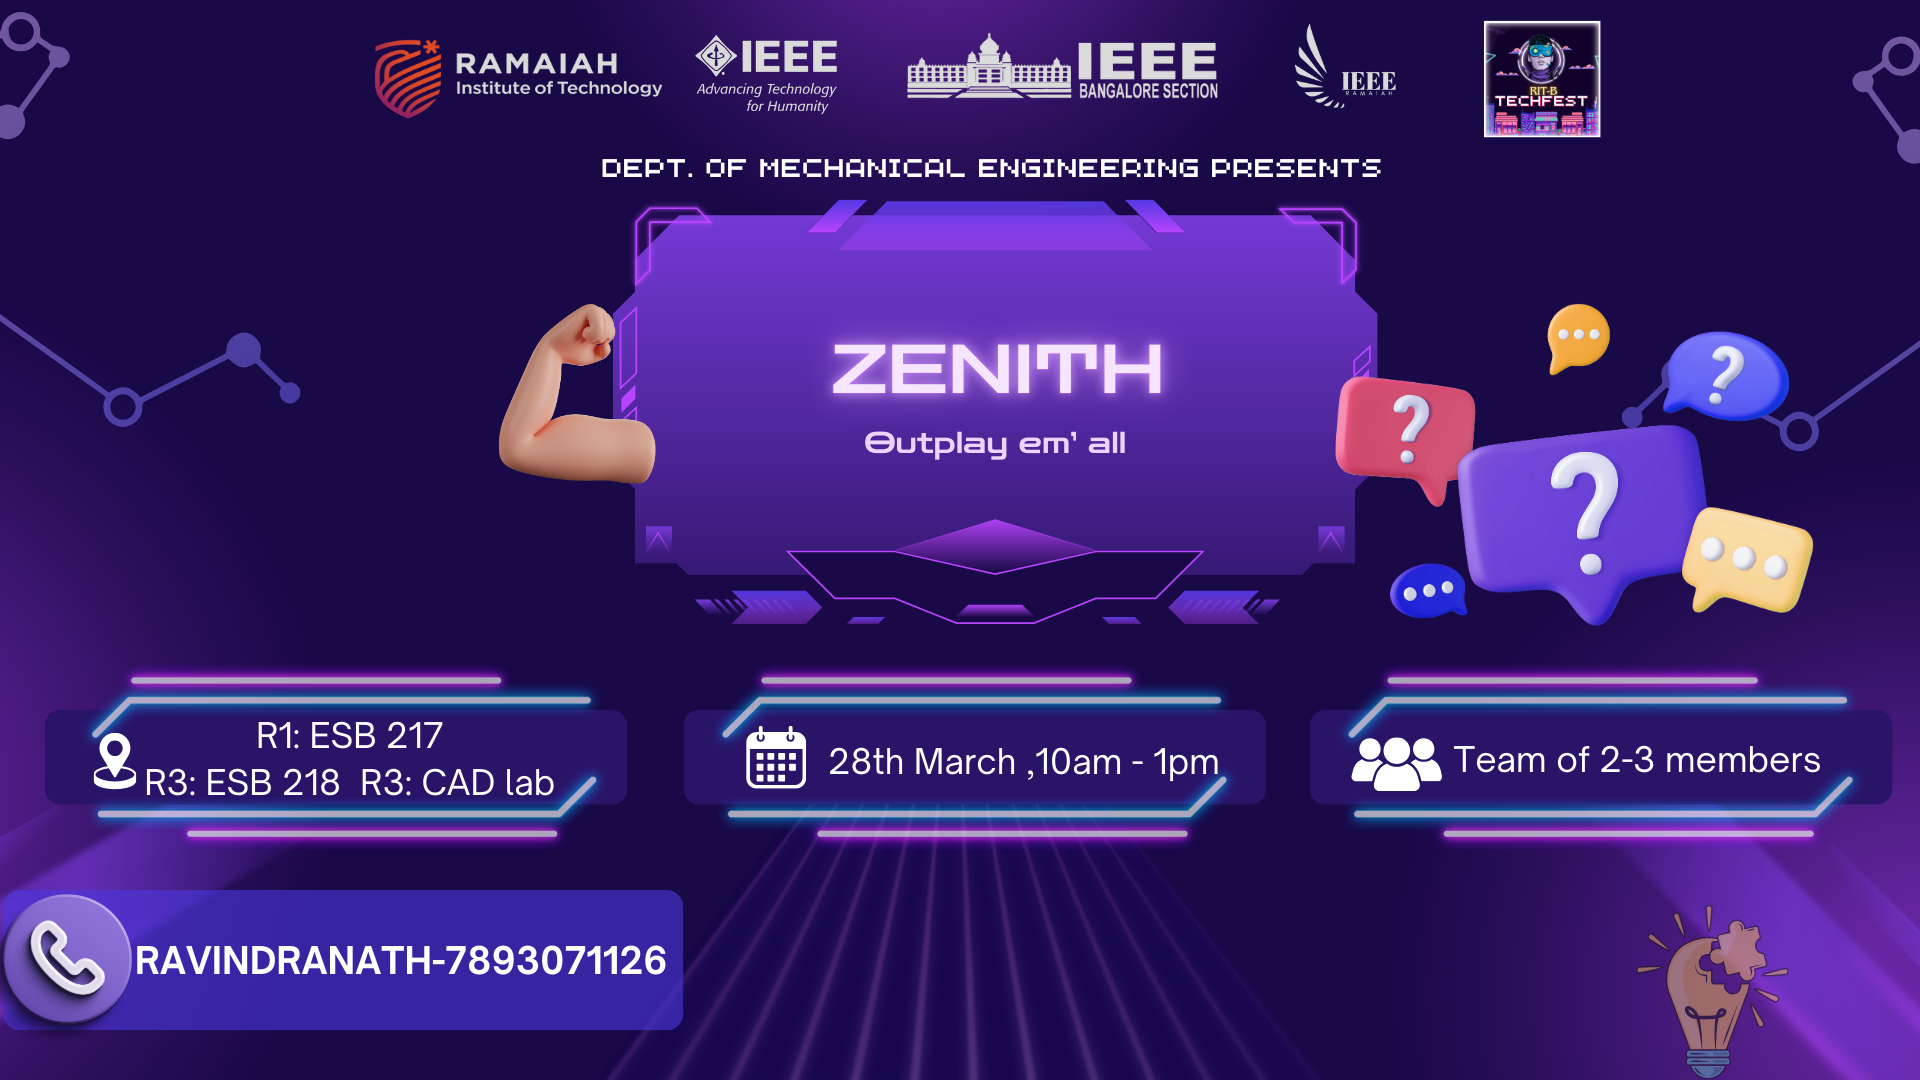 RAMAIAH
Institute of Technology
IEEE
Advancing Technology
for Humanity
IEEE
BANGALORE SECTION
IEEE
RAMAIAH
RIT-B
TECHFEST
DEPT. OF MECHANICAL ENGINEERING PRESENTS
ZENITH
Outplay em' all
R1: ESB 217
R3: ESB 218 R3: CAD lab
28th March ,10am - 1pm
Team of 2-3 members
RAVINDRANATH-7893071126